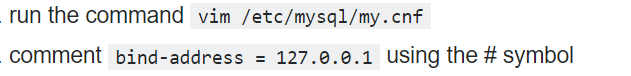 run the command vim /etc/mysql/my.cnf
comment bind-address = 127.0.0.1 using the # symbol